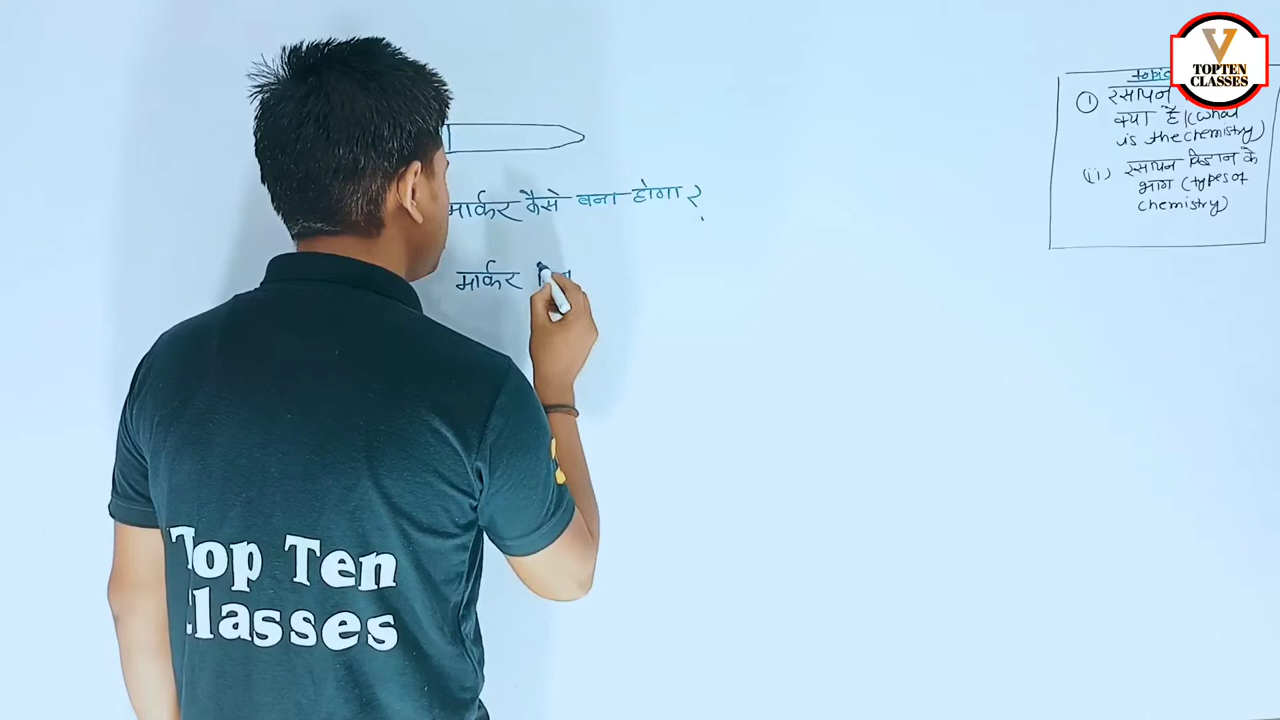 मार्कर कैसे बना होगा?
मार्कर
Top Ten
Classes
V
TOPTEN
CLASSES
Topic
① रसायन
क्या है। (what
is the chemistry)
(ii) रसायन विज्ञान के
भाग (types of
chemistry)